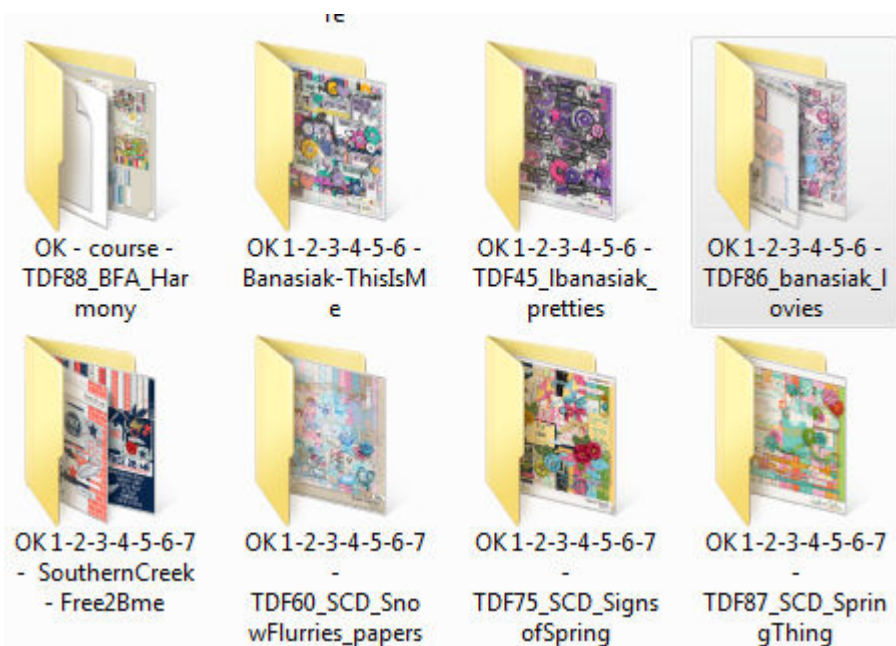 re
OK - course -
TDF88_BFA_Har
mony
OK 1-2-3-4-5-6 -
Banasiak-ThisIsM
e
OK 1-2-3-4-5-6 -
TDF45_lbanasiak_
pretties
OK 1-2-3-4-5-6 -
TDF86_banasiak_l
ovies
OK 1-2-3-4-5-6-7
- SouthernCreek
- Free2Bme
OK 1-2-3-4-5-6-7
-
TDF60_SCD_Sno
wFlurries_papers
OK 1-2-3-4-5-6-7
-
TDF75_SCD_Signs
ofSpring
OK 1-2-3-4-5-6-7
-
TDF87_SCD_Sprin
gThing